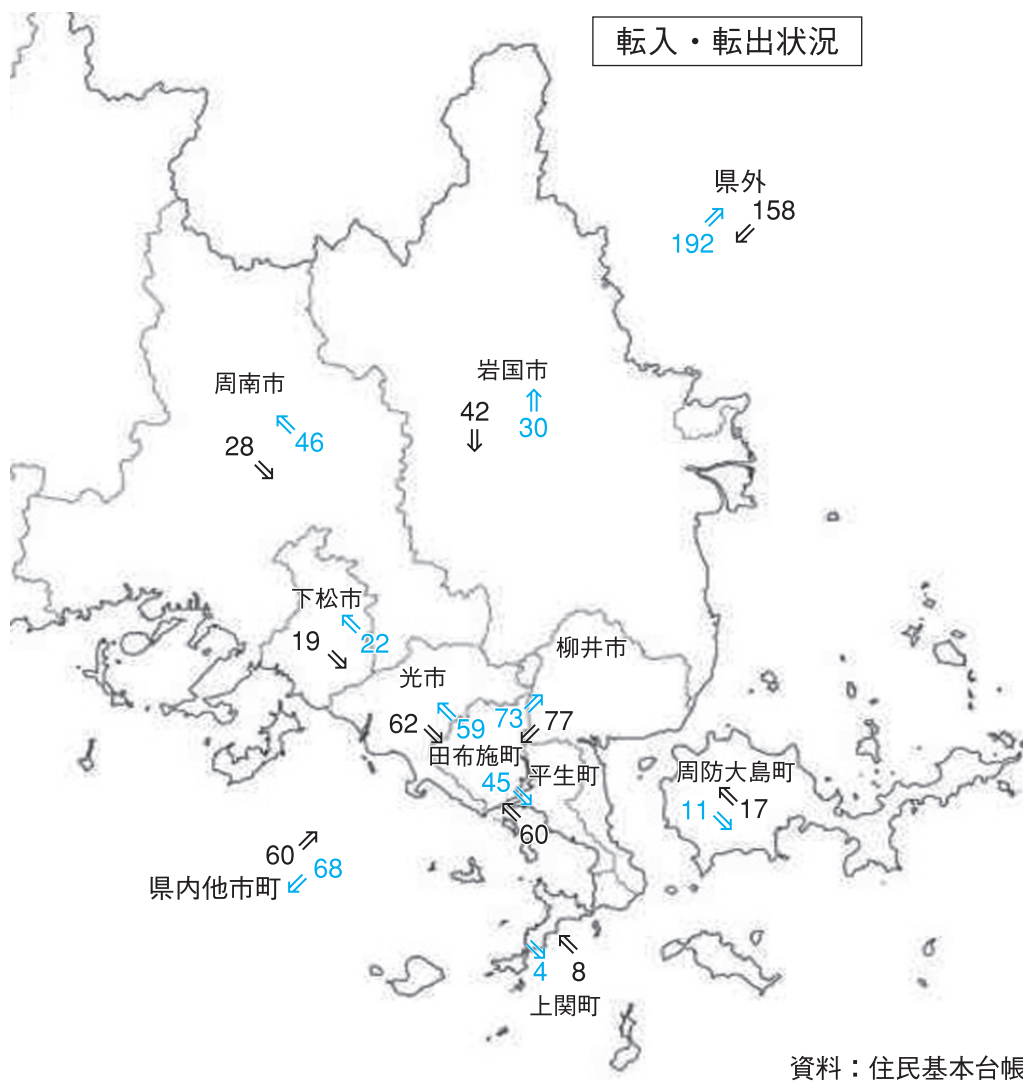 転入・転出状況
県外
158
192
岩国市
42
30
周南市
46
28
下松市
19
22
柳井市
光市
62
59
73
77
田布施町
45
平生町
60
周防大島町
11
17
60
68
県内他市町
4
8
上関町
資料：住民基本台帳